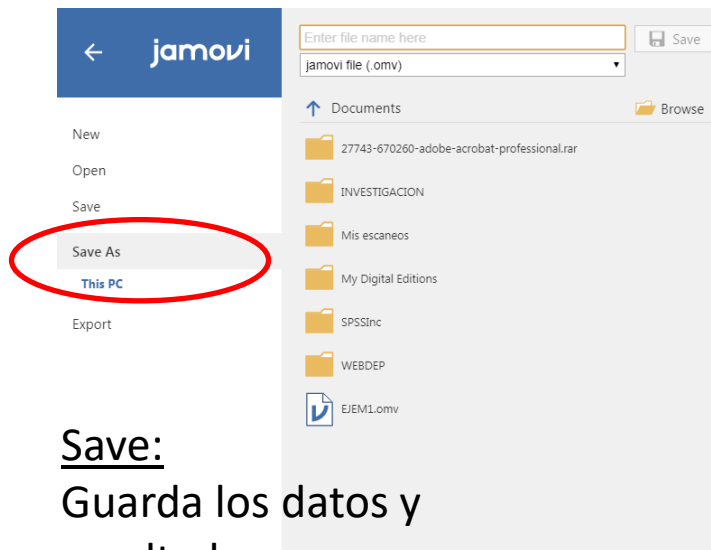 jamovi
Enter file name here
Save
jamovi file (.omv)
Documents
Browse
New
Open
Save
Save As
This PC
Export
27743-670260-adobe-acrobat-professional.rar
INVESTIGACION
Mis escaneos
My Digital Editions
SPSSInc
WEBDEP
EJEM1.omv
Save:
Guarda los datos y